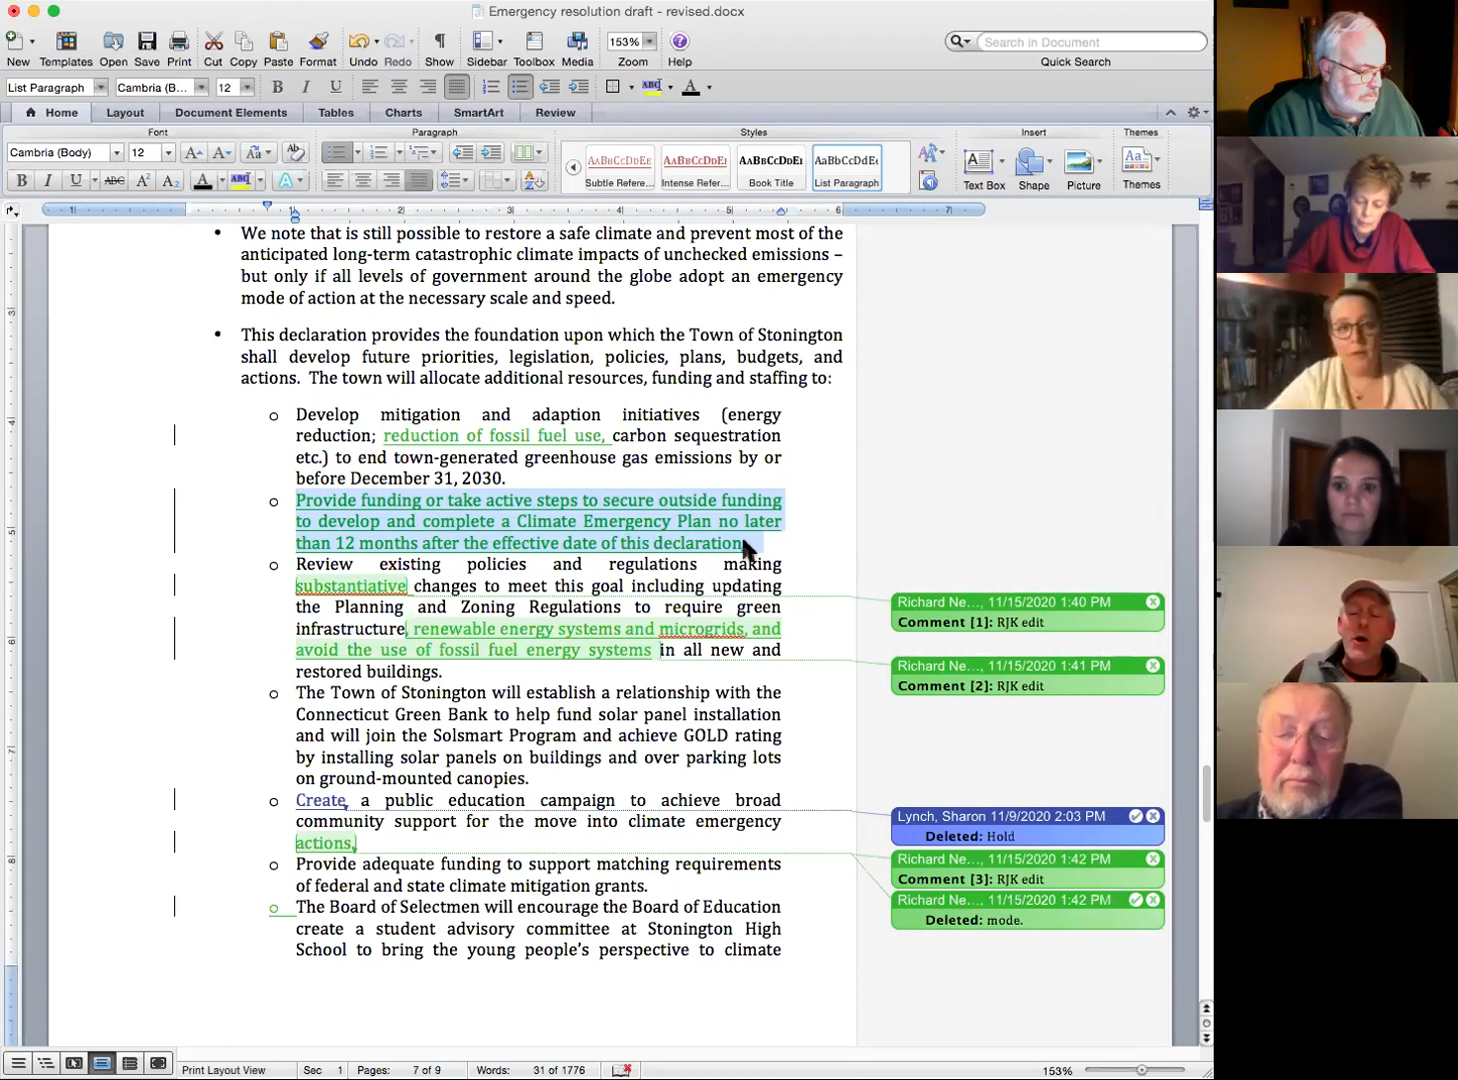 Emergency resolution draft - revised.docx
New Templates Open Save Print Cut Copy Paste Format Undo Redo Show Sidebar Toolbox Media Zoom Help
153%
Search in Document
Quick Search
List Paragraph Cambria (B... 12 B I U ABC A
Home Layout Document Elements Tables Charts SmartArt Review
Font Paragraph Styles Insert Themes
Cambria (Body) 12 A A Aa
B I U ABC A² A₂ A ABC A
AABBCCDDEE AABBCCDDEI AABBCCDDEI AaBbCcDdEe
Subtle Refere... Intense Refer... Book Title List Paragraph
Text Box Shape Picture Themes
1 1 2 3 4 5 6 7
• We note that is still possible to restore a safe climate and prevent most of the
anticipated long-term catastrophic climate impacts of unchecked emissions –
but only if all levels of government around the globe adopt an emergency
mode of action at the necessary scale and speed.
• This declaration provides the foundation upon which the Town of Stonington
shall develop future priorities, legislation, policies, plans, budgets, and
actions. The town will allocate additional resources, funding and staffing to:
o Develop mitigation and adaption initiatives (energy
reduction; reduction of fossil fuel use, carbon sequestration
etc.) to end town-generated greenhouse gas emissions by or
before December 31, 2030.
o Provide funding or take active steps to secure outside funding
to develop and complete a Climate Emergency Plan no later
than 12 months after the effective date of this declaration
o Review existing policies and regulations making
substantiative changes to meet this goal including updating
the Planning and Zoning Regulations to require green
infrastructure, renewable energy systems and microgrids, and
avoid the use of fossil fuel energy systems in all new and
restored buildings.
o The Town of Stonington will establish a relationship with the
Connecticut Green Bank to help fund solar panel installation
and will join the Solsmart Program and achieve GOLD rating
by installing solar panels on buildings and over parking lots
on ground-mounted canopies.
o Create a public education campaign to achieve broad
community support for the move into climate emergency
actions.
o Provide adequate funding to support matching requirements
of federal and state climate mitigation grants.
o The Board of Selectmen will encourage the Board of Education
create a student advisory committee at Stonington High
School to bring the young people's perspective to climate
Richard Ne..., 11/15/2020 1:40 PM
Comment [1]: RJK edit
Richard Ne..., 11/15/2020 1:41 PM
Comment [2]: RJK edit
Lynch, Sharon 11/9/2020 2:03 PM
Deleted: Hold
Richard Ne..., 11/15/2020 1:42 PM
Comment [3]: RJK edit
Richard Ne..., 11/15/2020 1:42 PM
Deleted: mode.
Print Layout View Sec 1 Pages: 7 of 9 Words: 31 of 1776 153%